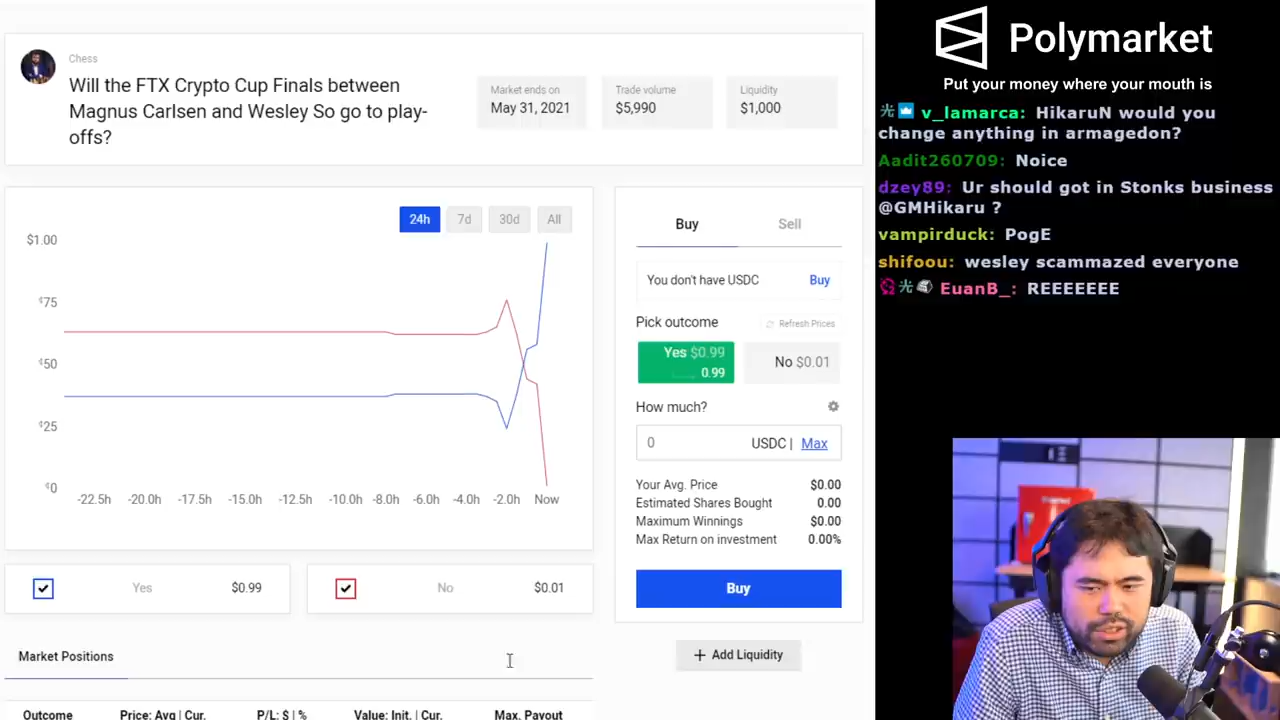 Chess
Will the FTX Crypto Cup Finals between
Magnus Carlsen and Wesley So go to play-
offs?
Market ends on
May 31, 2021
Trade volume
$5,990
Liquidity
$1,000
24h
7d
30d
All
$1.00
¢75
¢50
¢25
¢0
-22.5h
-20.0h
-17.5h
-15.0h
-12.5h
-10.0h
-8.0h
-6.0h
-4.0h
-2.0h
Now
Yes
$0.99
No
$0.01
Market Positions
Outcome
Price: Avg | Cur.
P/L: $ | %
Value: Init. | Cur.
Max. Payout
Buy
Sell
You don't have USDC
Buy
Pick outcome
Refresh Prices
Yes $0.99
0.99
No $0.01
How much?
0
USDC | Max
Your Avg. Price
$0.00
Estimated Shares Bought
0.00
Maximum Winnings
$0.00
Max Return on investment
0.00%
Buy
+ Add Liquidity
Polymarket
Put your money where your mouth is
光 v_lamarca: HikaruN would you
change anything in armagedon?
Aadit260709: Noice
dzey89: Ur should got in Stonks business
@GMHikaru ?
vampirduck: PogE
shifoou: wesley scammazed everyone
光 EuanB_: REEEEEEE